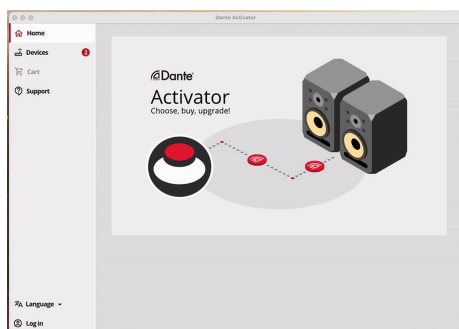 Dante Activator
Home
Devices
2
Cart
Support
Dante
Activator
Choose, buy, upgrade!
Language
Log in